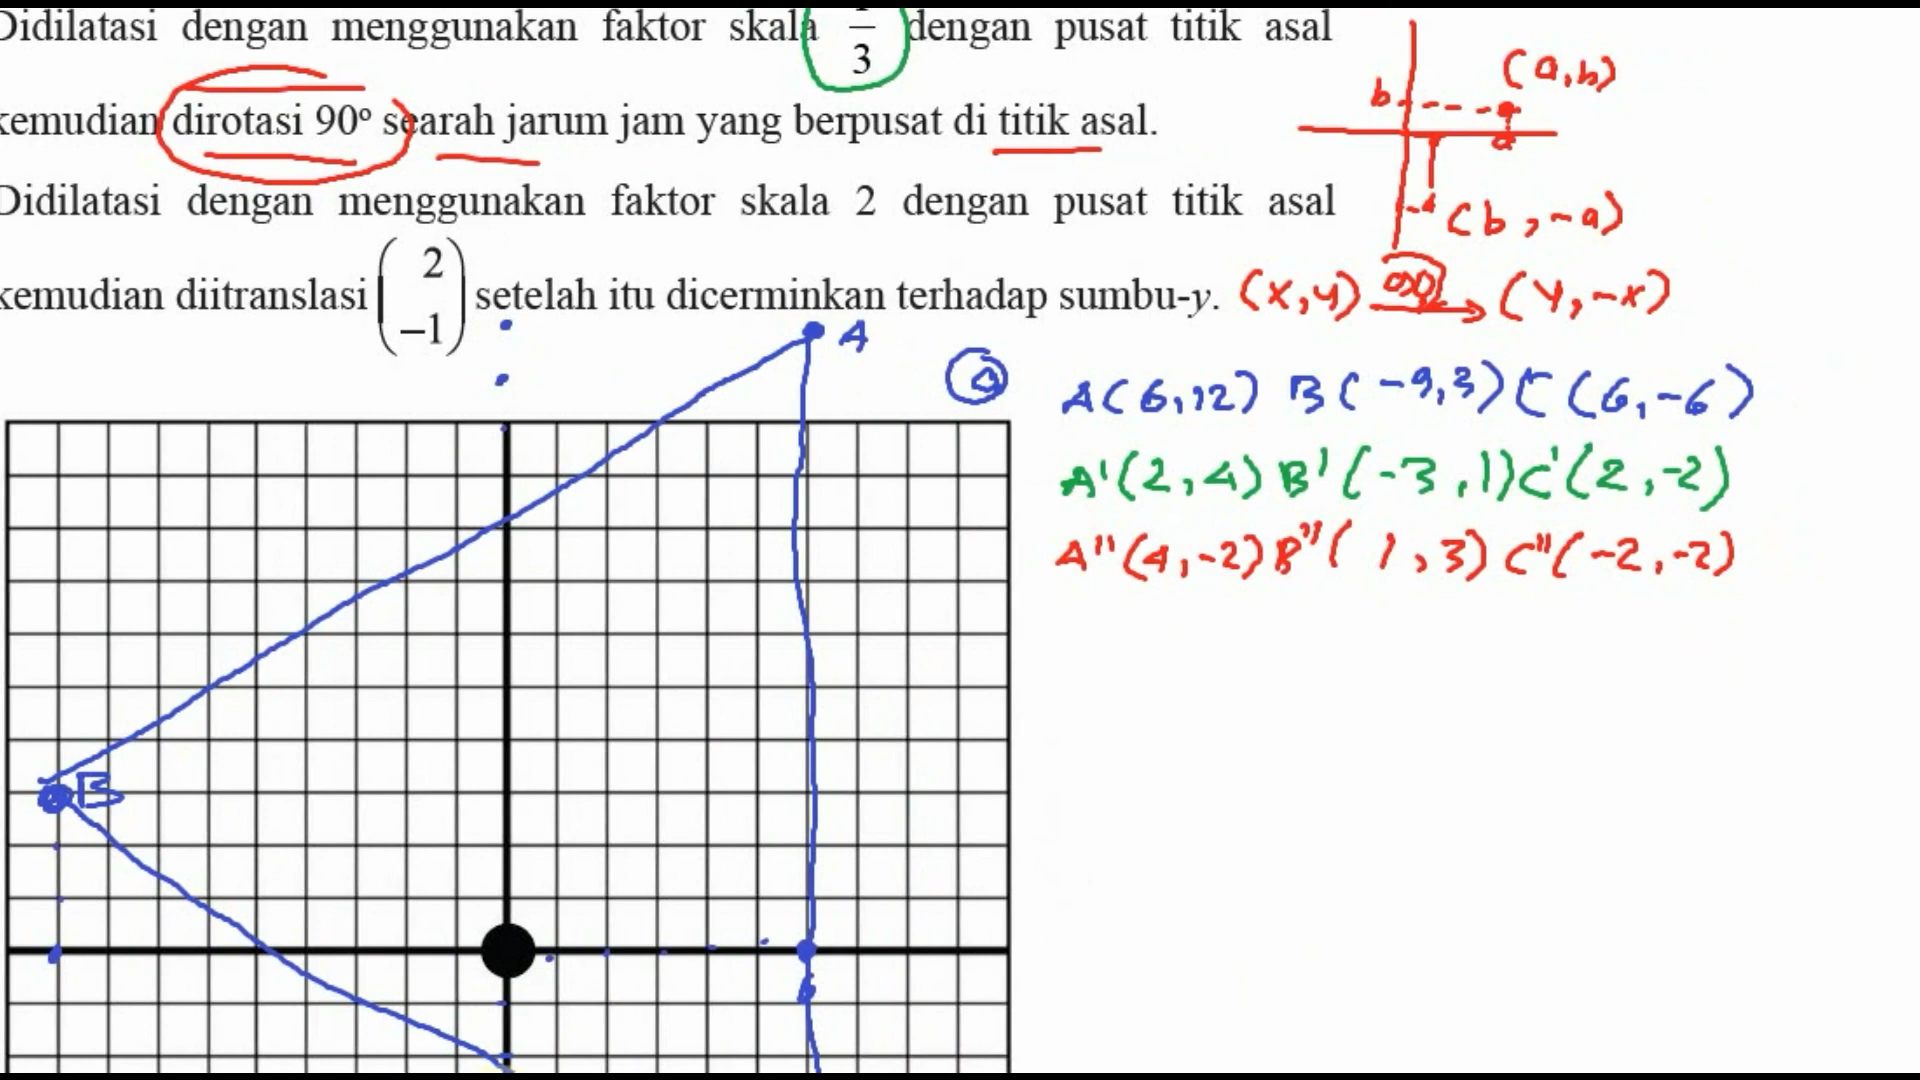 Didilatasi dengan menggunakan faktor skala 1/3 dengan pusat titik asal
kemudian dirotasi 90° searah jarum jam yang berpusat di titik asal.
Didilatasi dengan menggunakan faktor skala 2 dengan pusat titik asal
kemudian diitranslasi (2 −1) setelah itu dicerminkan terhadap sumbu-y.
(a,b)
b
a
-a (b, -a)
(x,y) → (y, -x)
A
a
A(6,12) B(-9,3) C(6,-6)
A'(2,4) B'(-3,1) C'(2,-2)
A"(4,-2) B"(1,3) C"(-2,-2)
B
6